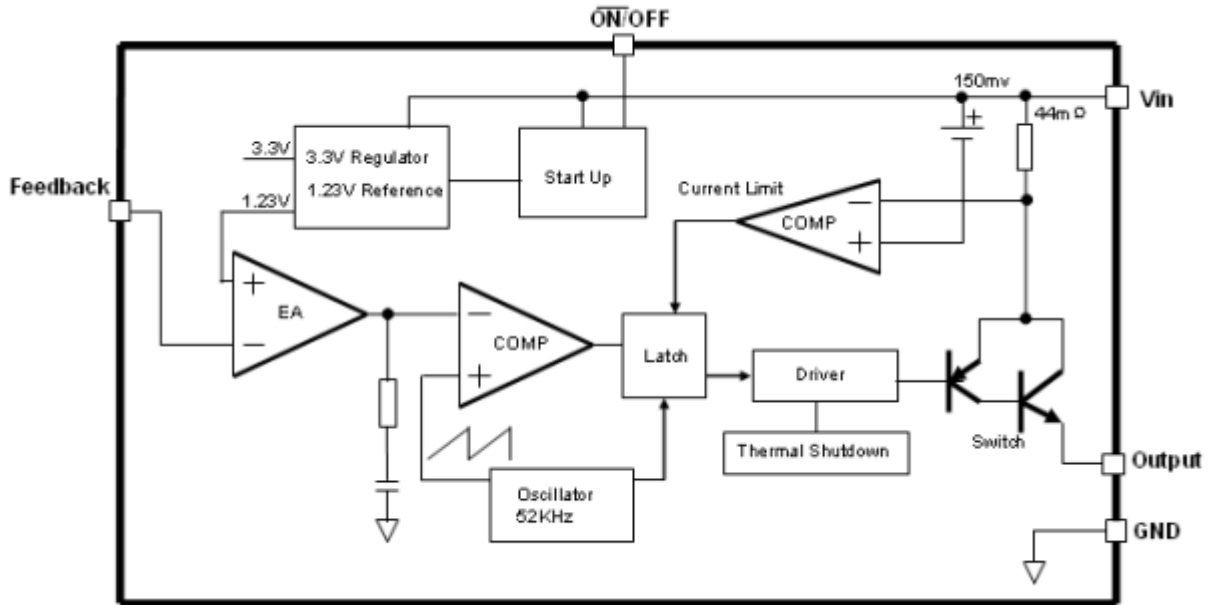 ON/OFF
150mv
Vin
44mΩ
3.3V
3.3V Regulator
1.23V Reference
Start Up
Feedback
1.23V
Current Limit
COMP
−
+
+
EA
−
−
COMP
+
Latch
Driver
Thermal Shutdown
Switch
Output
Oscillator
52KHz
GND
+